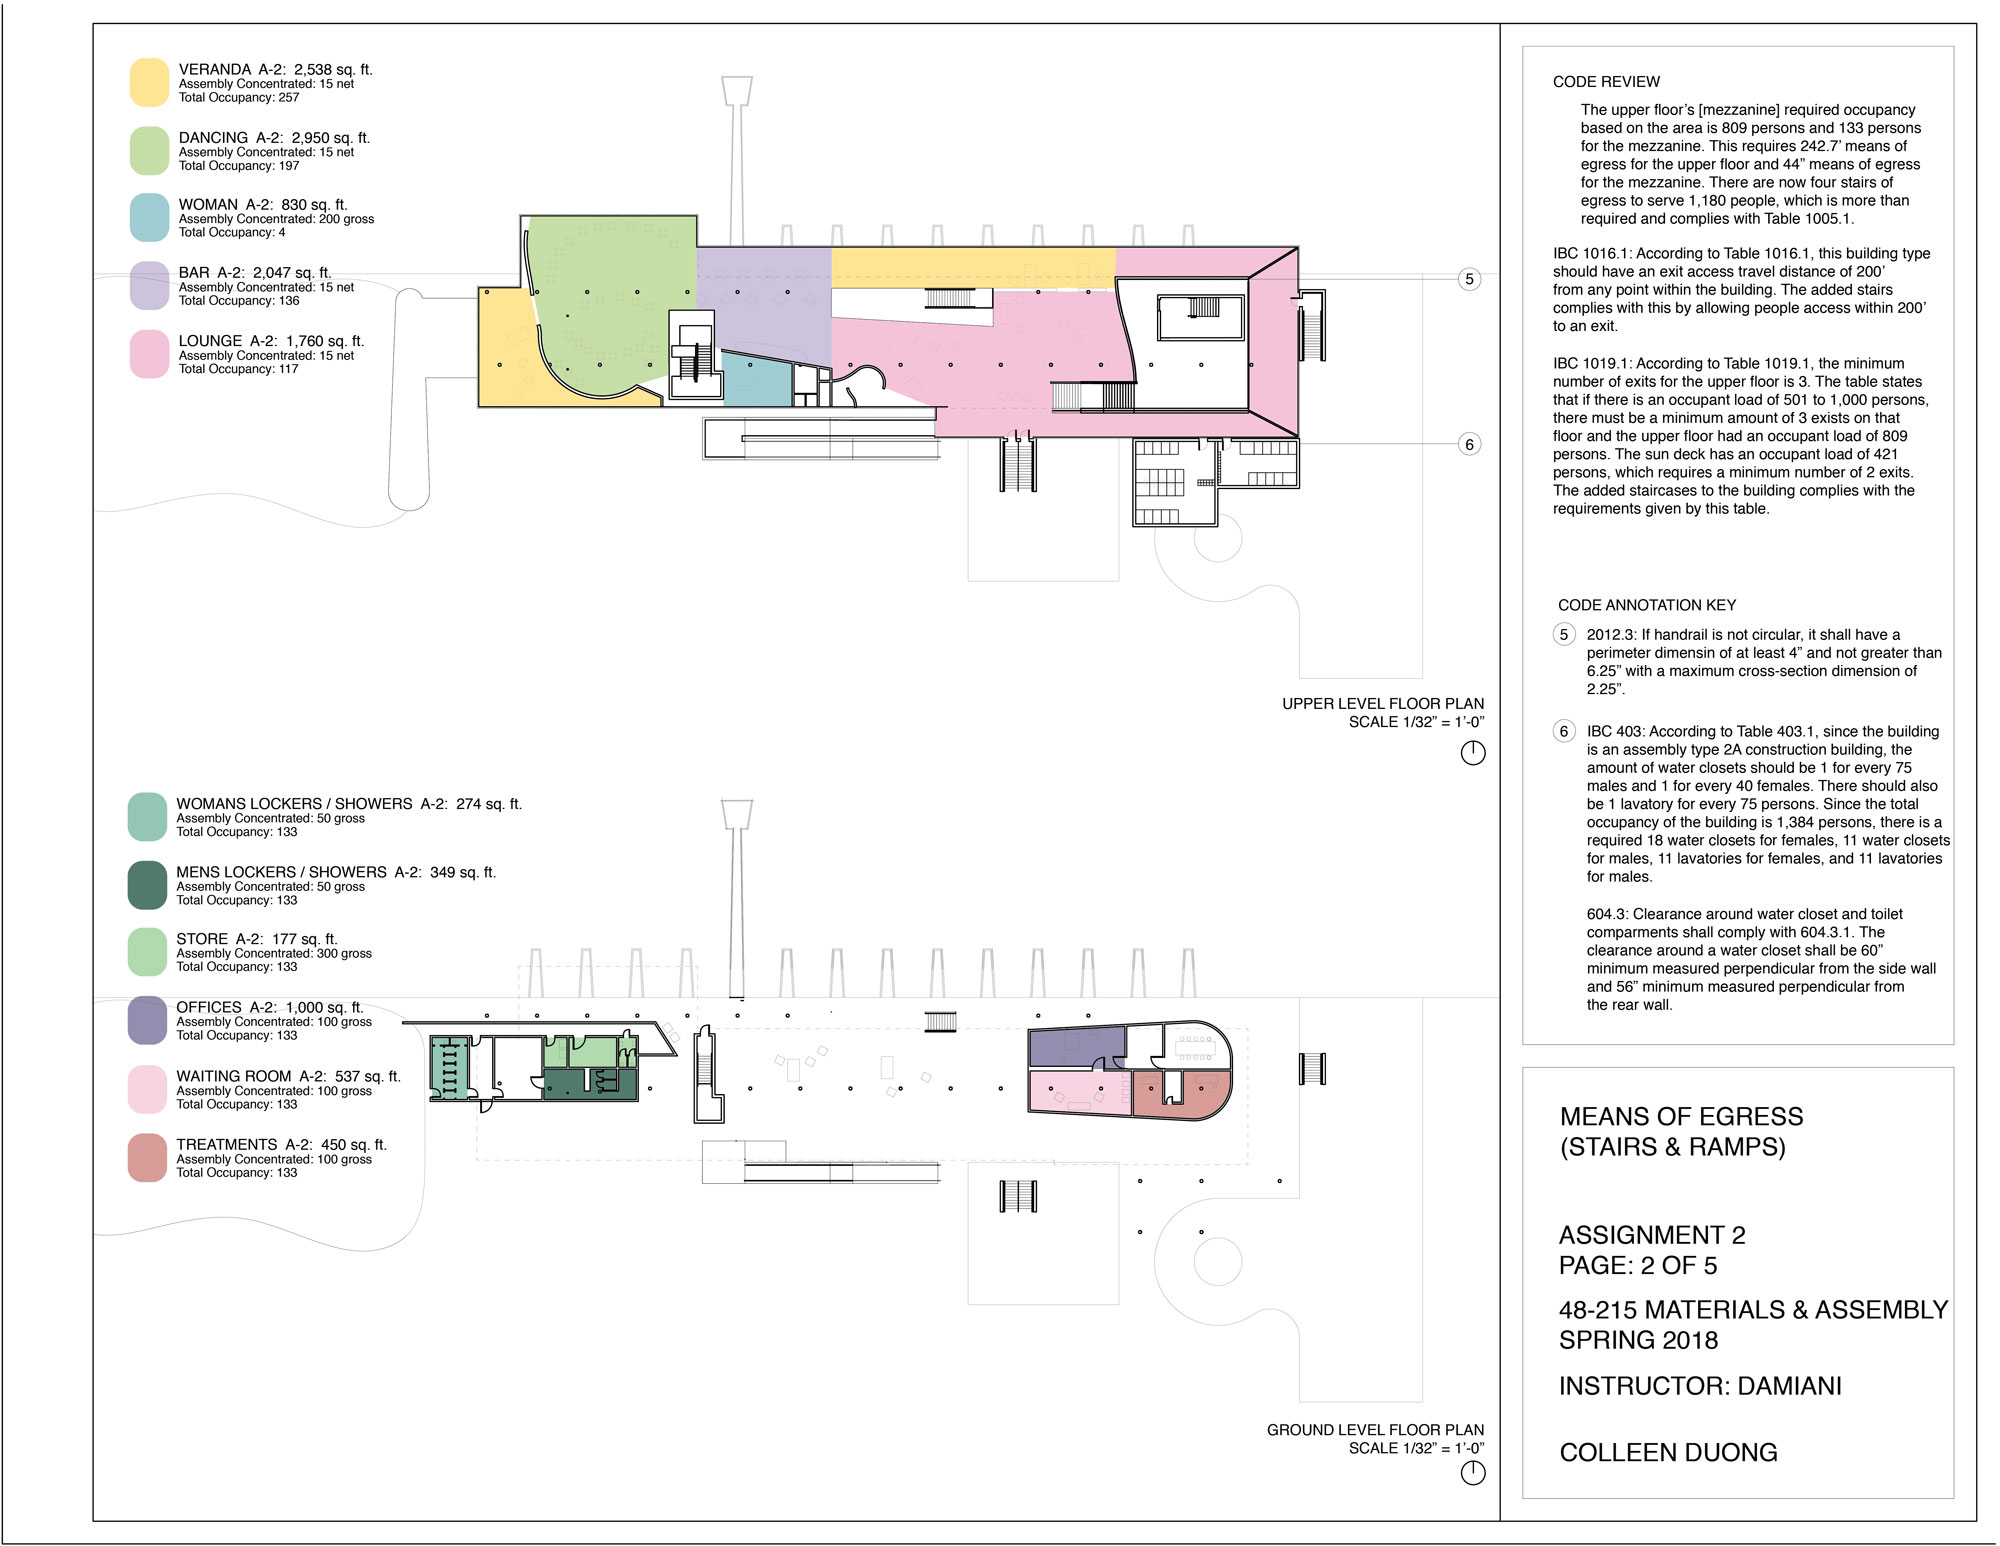 VERANDA A-2: 2,538 sq. ft.
Assembly Concentrated: 15 net
Total Occupancy: 257
DANCING A-2: 2,950 sq. ft.
Assembly Concentrated: 15 net
Total Occupancy: 197
WOMAN A-2: 830 sq. ft.
Assembly Concentrated: 200 gross
Total Occupancy: 4
BAR A-2: 2,047 sq. ft.
Assembly Concentrated: 15 net
Total Occupancy: 136
LOUNGE A-2: 1,760 sq. ft.
Assembly Concentrated: 15 net
Total Occupancy: 117
5
6
UPPER LEVEL FLOOR PLAN
SCALE 1/32" = 1'-0"
WOMANS LOCKERS / SHOWERS A-2: 274 sq. ft.
Assembly Concentrated: 50 gross
Total Occupancy: 133
MENS LOCKERS / SHOWERS A-2: 349 sq. ft.
Assembly Concentrated: 50 gross
Total Occupancy: 133
STORE A-2: 177 sq. ft.
Assembly Concentrated: 300 gross
Total Occupancy: 133
OFFICES A-2: 1,000 sq. ft.
Assembly Concentrated: 100 gross
Total Occupancy: 133
WAITING ROOM A-2: 537 sq. ft.
Assembly Concentrated: 100 gross
Total Occupancy: 133
TREATMENTS A-2: 450 sq. ft.
Assembly Concentrated: 100 gross
Total Occupancy: 133
GROUND LEVEL FLOOR PLAN
SCALE 1/32" = 1'-0"
CODE REVIEW
The upper floor's [mezzanine] required occupancy
based on the area is 809 persons and 133 persons
for the mezzanine. This requires 242.7' means of
egress for the upper floor and 44" means of egress
for the mezzanine. There are now four stairs of
egress to serve 1,180 people, which is more than
required and complies with Table 1005.1.
IBC 1016.1: According to Table 1016.1, this building type
should have an exit access travel distance of 200'
from any point within the building. The added stairs
complies with this by allowing people access within 200'
to an exit.
IBC 1019.1: According to Table 1019.1, the minimum
number of exits for the upper floor is 3. The table states
that if there is an occupant load of 501 to 1,000 persons,
there must be a minimum amount of 3 exists on that
floor and the upper floor had an occupant load of 809
persons. The sun deck has an occupant load of 421
persons, which requires a minimum number of 2 exits.
The added staircases to the building complies with the
requirements given by this table.
CODE ANNOTATION KEY
5 2012.3: If handrail is not circular, it shall have a
perimeter dimensin of at least 4" and not greater than
6.25" with a maximum cross-section dimension of
2.25".
6 IBC 403: According to Table 403.1, since the building
is an assembly type 2A construction building, the
amount of water closets should be 1 for every 75
males and 1 for every 40 females. There should also
be 1 lavatory for every 75 persons. Since the total
occupancy of the building is 1,384 persons, there is a
required 18 water closets for females, 11 water closets
for males, 11 lavatories for females, and 11 lavatories
for males.
604.3: Clearance around water closet and toilet
comparments shall comply with 604.3.1. The
clearance around a water closet shall be 60"
minimum measured perpendicular from the side wall
and 56" minimum measured perpendicular from
the rear wall.
MEANS OF EGRESS
(STAIRS & RAMPS)
ASSIGNMENT 2
PAGE: 2 OF 5
48-215 MATERIALS & ASSEMBLY
SPRING 2018
INSTRUCTOR: DAMIANI
COLLEEN DUONG